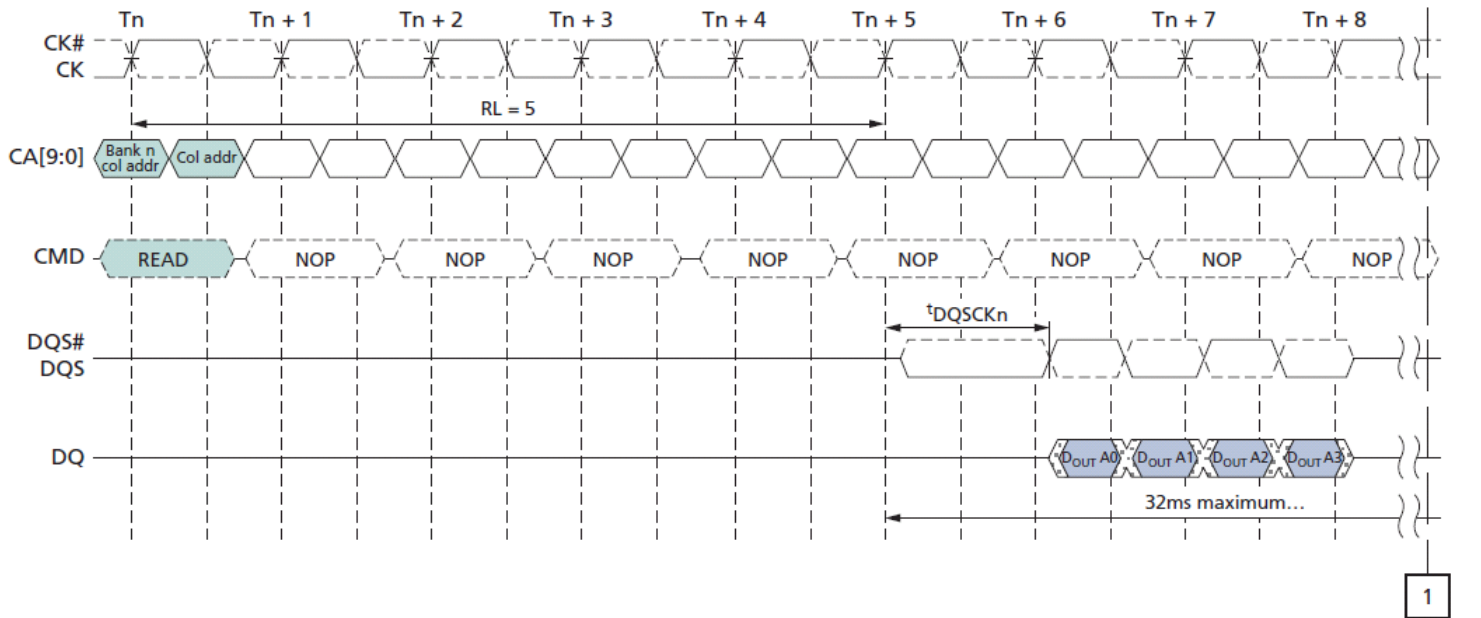 Tn Tn + 1 Tn + 2 Tn + 3 Tn + 4 Tn + 5 Tn + 6 Tn + 7 Tn + 8
CK#
CK
RL = 5
CA[9:0] Bank n
col addr Col addr
CMD READ NOP NOP NOP NOP NOP NOP NOP NOP
tDQSCKn
DQS#
DQS
DQ DOUT A0 DOUT A1 DOUT A2 DOUT A3
32ms maximum…
1